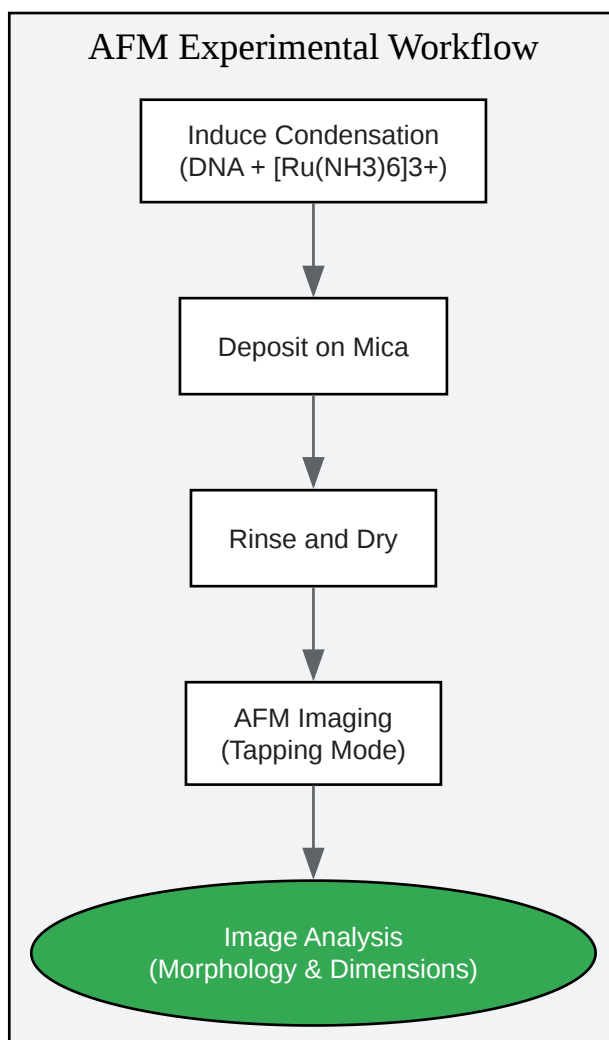 AFM Experimental Workflow
Induce Condensation
(DNA + [Ru(NH3)6]3+)
Deposit on Mica
Rinse and Dry
AFM Imaging
(Tapping Mode)
Image Analysis
(Morphology & Dimensions)